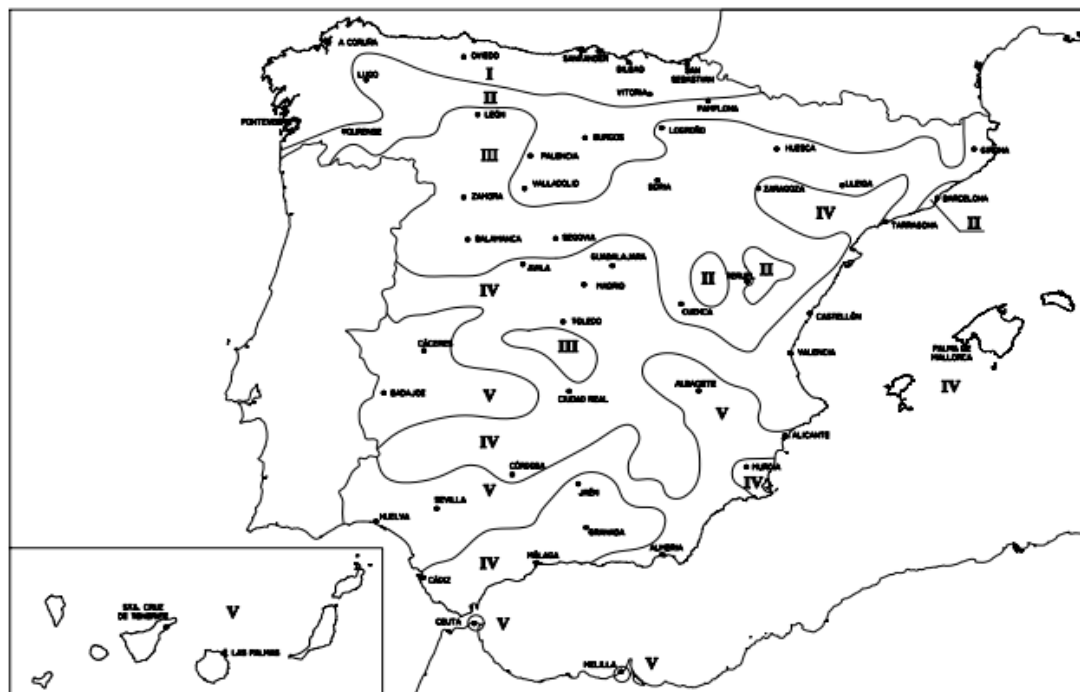 A CORUÑA
OVIEDO
SANTANDER
BILBAO
SAN
SEBASTIAN
LUGO
I
VITORIA
II
PAMPLONA
PONTEVEDRA
OURENSE
LEÓN
BURGOS
LOGROÑO
HUESCA
GIRONA
III
PALENCIA
VALLADOLID
SORIA
ZARAGOZA
LLEIDA
BARCELONA
ZAMORA
IV
TARRAGONA
II
SALAMANCA
SEGOVIA
GUADALAJARA
AVILA
II
TERUEL
II
IV
MADRID
CUENCA
CASTELLÓN
TOLEDO
CÁCERES
III
VALENCIA
PALMA DE
MALLORCA
IV
BADAJOZ
V
CIUDAD REAL
ALBACETE
V
ALICANTE
IV
CÓRDOBA
MURCIA
IV
V
JAÉN
SEVILLA
HUELVA
GRANADA
ALMERIA
IV
MÁLAGA
CÁDIZ
STA. CRUZ
DE TENERIFE
V
LAS PALMAS
CEUTA
V
MELILLA
V